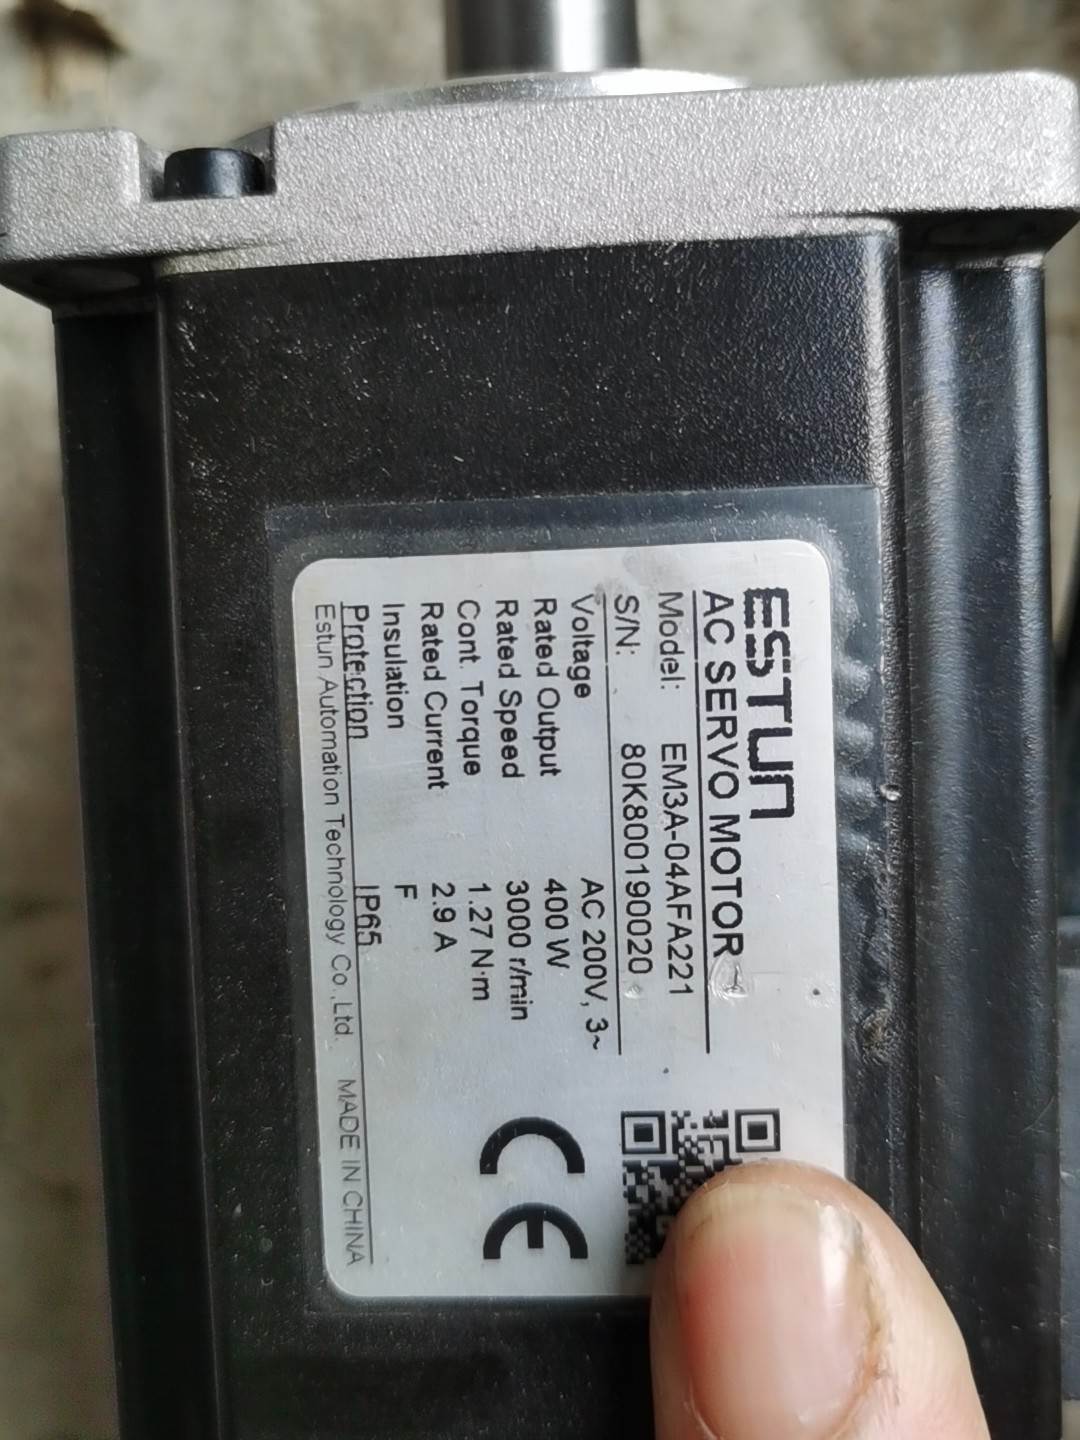 ESTUN
AC SERVO MOTOR
Model: EM3A-04AFA221
S/N: 80K8001900020
Voltage AC 200V, 3~
Rated Output 400 W
Rated Speed 3000 r/min
Cont. Torque 1.27 N·m
Rated Current 2.9 A
Insulation F
Protection IP65
Estun Automation Technology Co.,Ltd. MADE IN CHINA
CE